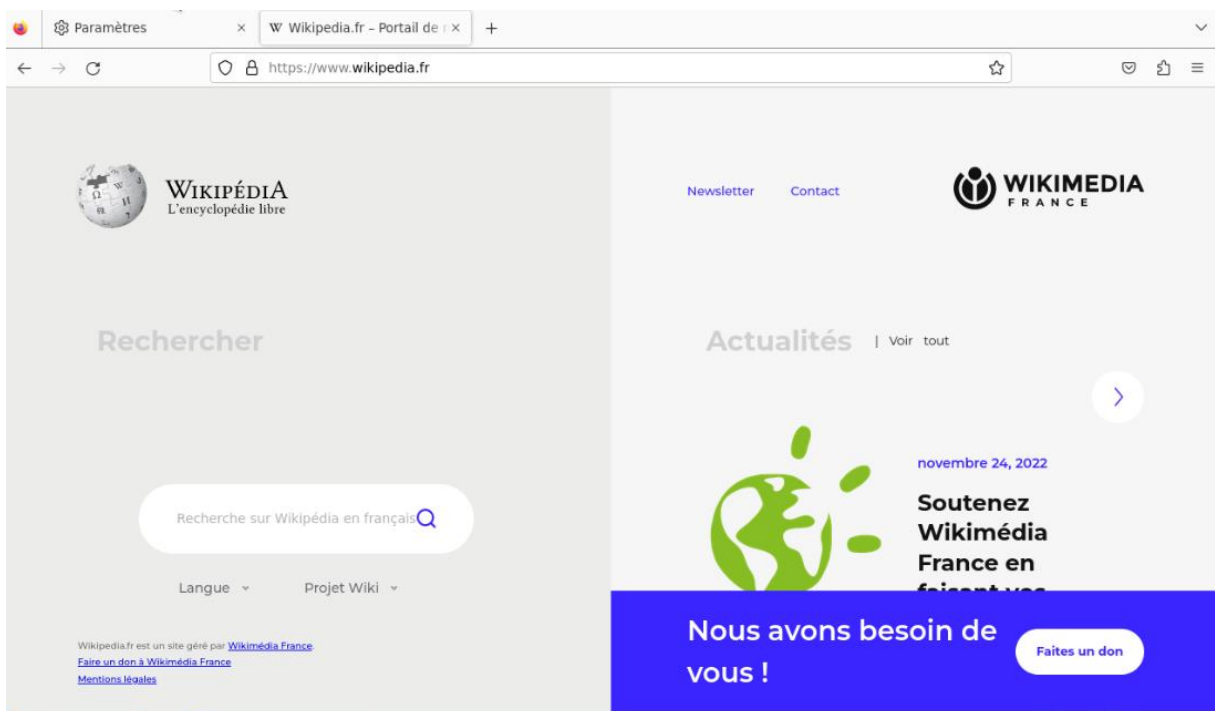 Paramètres
W Wikipedia.fr – Portail de
https://www.wikipedia.fr
WIKIPÉDIA
L'encyclopédie libre
Rechercher
Recherche sur Wikipédia en français
Langue
Projet Wiki
Wikipedia.fr est un site géré par Wikimédia France.
Faire un don à Wikimédia France
Mentions légales
Newsletter
Contact
WIKIMEDIA
FRANCE
Actualités | Voir tout
novembre 24, 2022
Soutenez
Wikimédia
France en
faisant vos
Nous avons besoin de
vous !
Faites un don